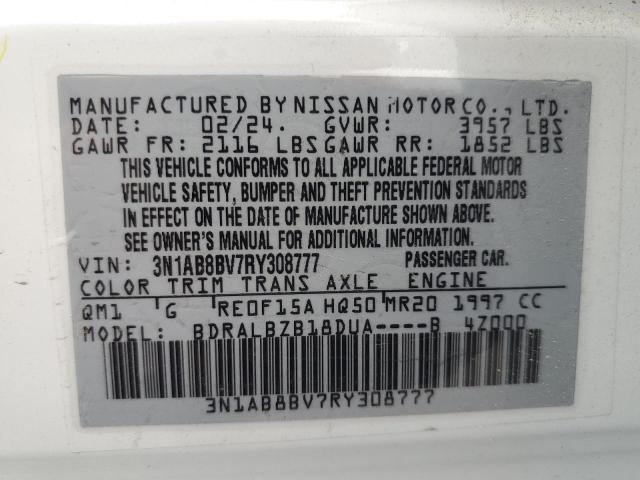 MANUFACTURED BY NISSAN MOTOR CO., LTD.
DATE: 02/24. GVWR: 3957 LBS
GAWR FR: 2116 LBS GAWR RR: 1852 LBS
THIS VEHICLE CONFORMS TO ALL APPLICABLE FEDERAL MOTOR
VEHICLE SAFETY, BUMPER AND THEFT PREVENTION STANDARDS
IN EFFECT ON THE DATE OF MANUFACTURE SHOWN ABOVE.
SEE OWNER'S MANUAL FOR ADDITIONAL INFORMATION.
VIN: 3N1AB8BV7RY308777 PASSENGER CAR.
COLOR TRIM TRANS AXLE ENGINE
QM1 G RE0F15A HQ50 MR20 1997 CC
MODEL: BDRALBZB18DUA----B 4Z000
3N1AB8BV7RY308777